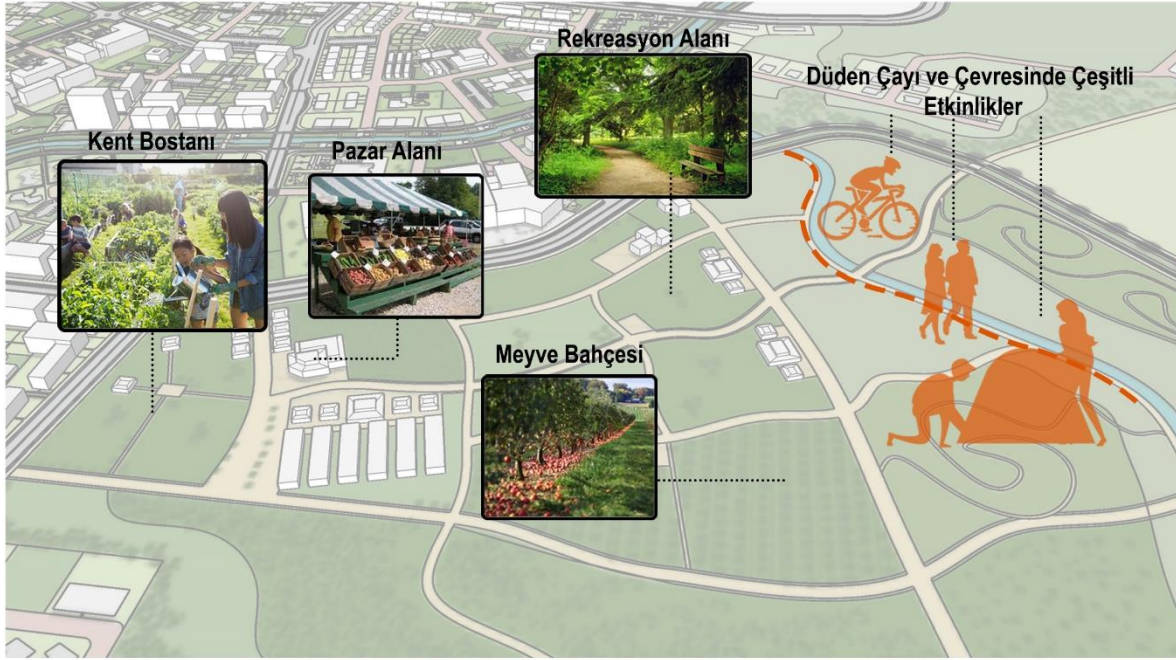 Rekreasyon Alanı
Düden Çayı ve Çevresinde Çeşitli
Etkinlikler
Kent Bostanı
Pazar Alanı
Meyve Bahçesi